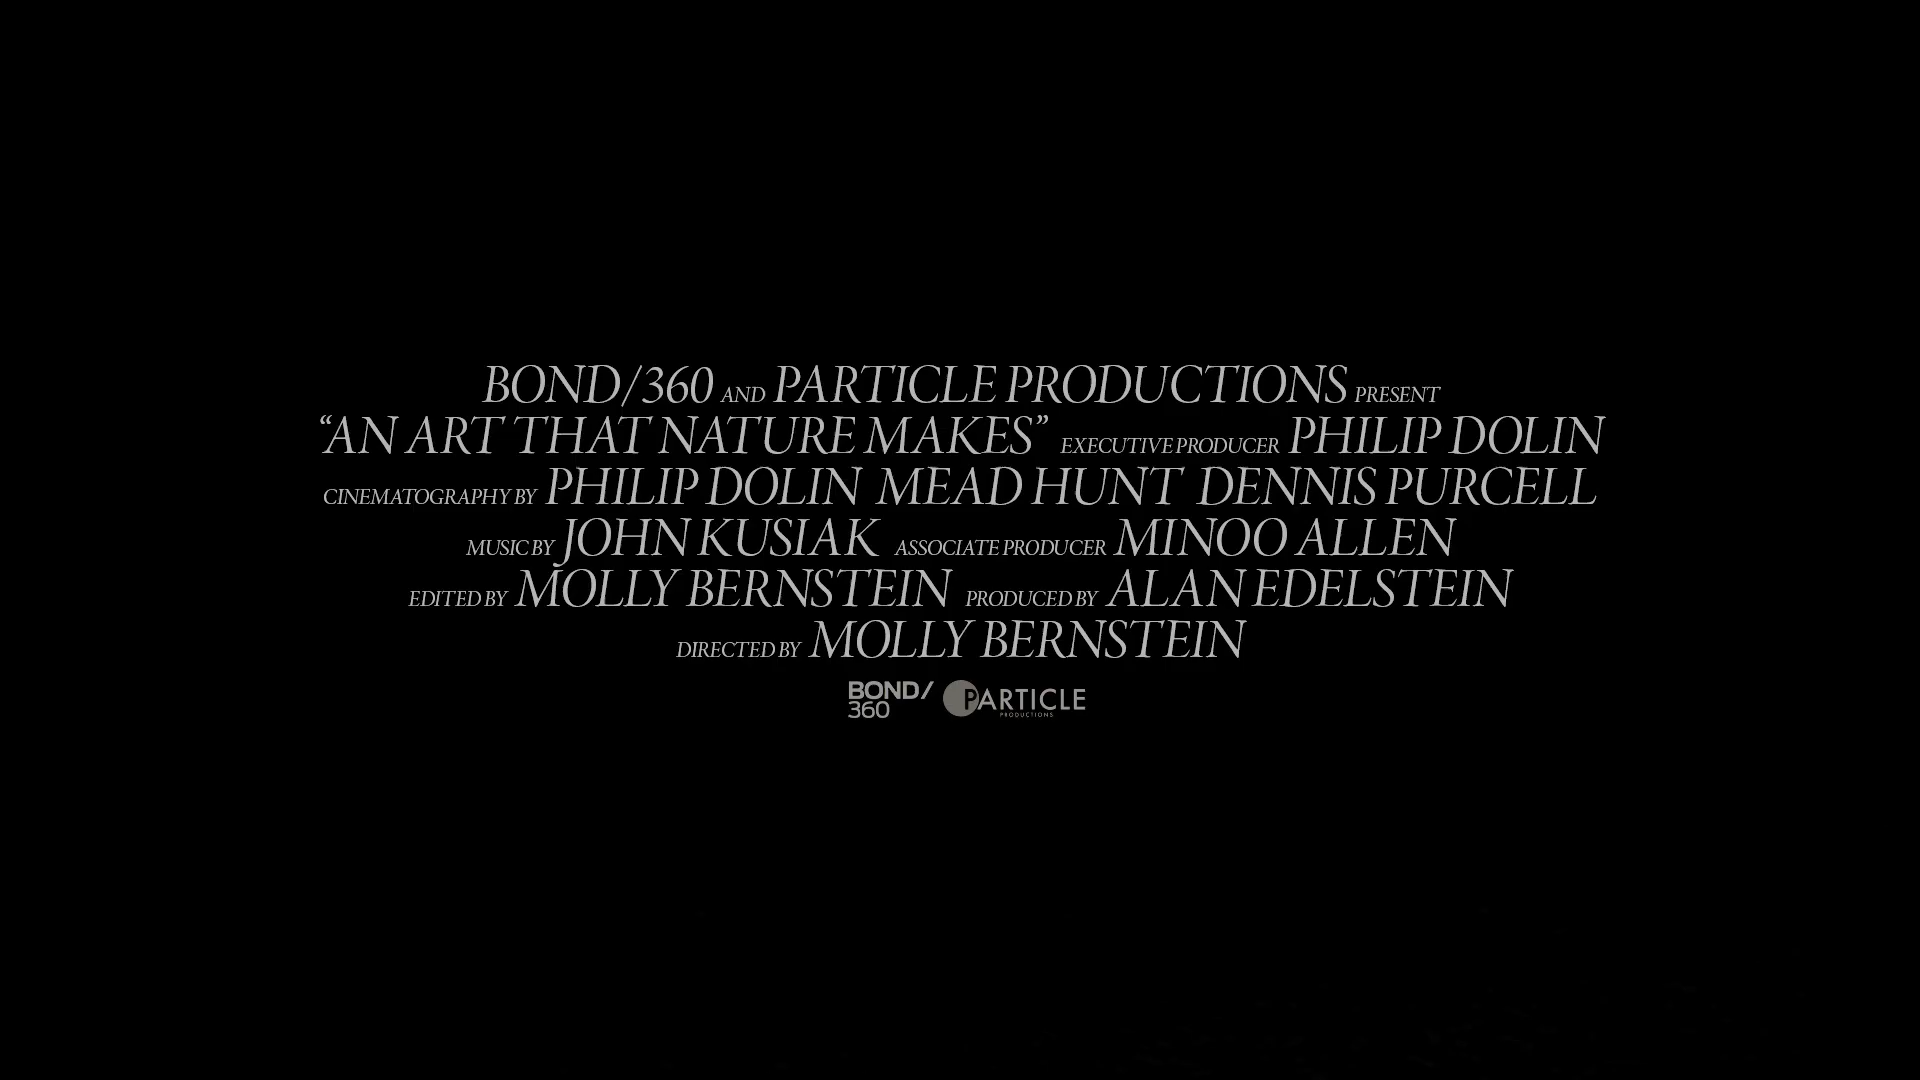 BOND/360 AND PARTICLE PRODUCTIONS PRESENT
“AN ART THAT NATURE MAKES” EXECUTIVE PRODUCER PHILIP DOLIN
CINEMATOGRAPHY BY PHILIP DOLIN MEAD HUNT DENNIS PURCELL
MUSIC BY JOHN KUSIAK ASSOCIATE PRODUCER MINOO ALLEN
EDITED BY MOLLY BERNSTEIN PRODUCED BY ALAN EDELSTEIN
DIRECTED BY MOLLY BERNSTEIN
BOND/
360
PARTICLE
PRODUCTIONS